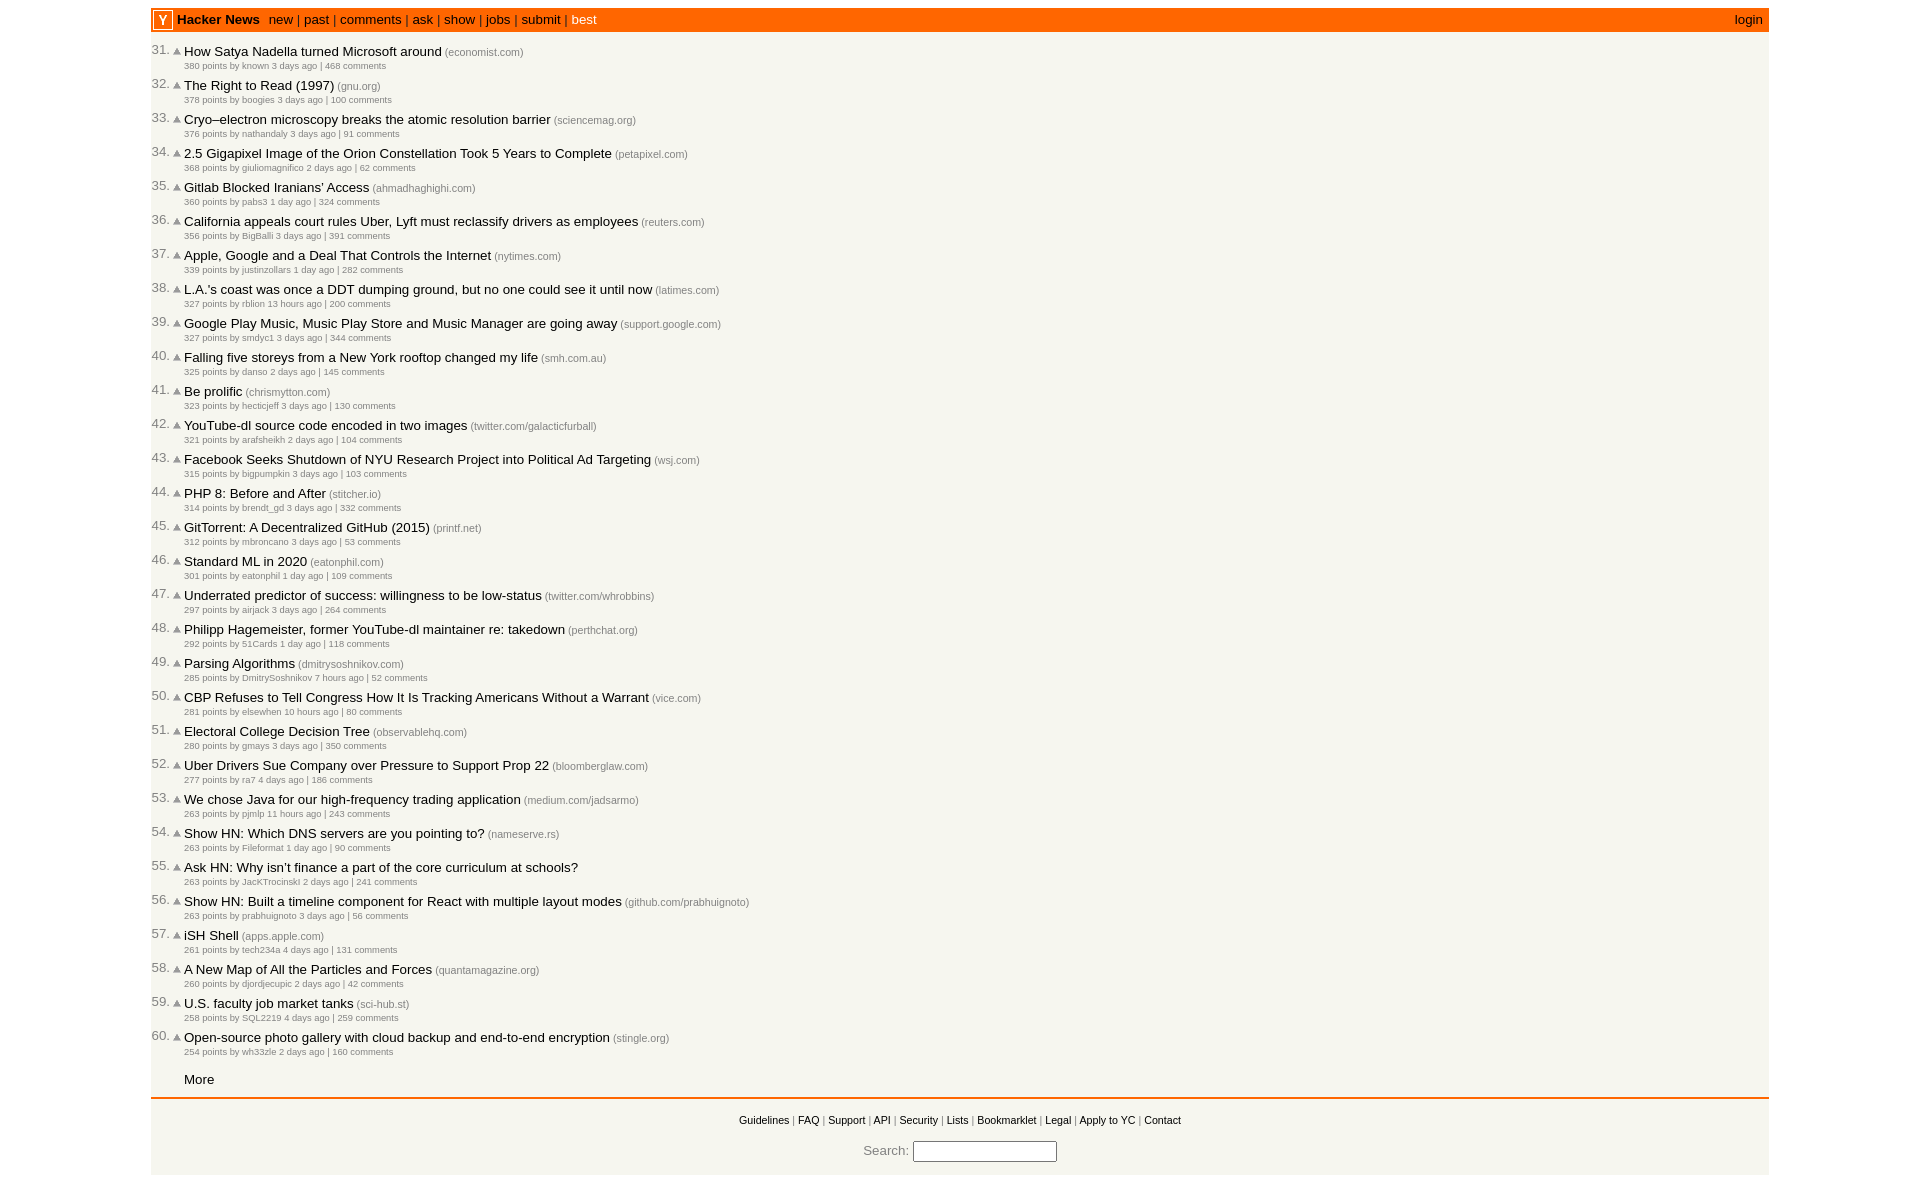 Y Hacker News new | past | comments | ask | show | jobs | submit | best login
31. How Satya Nadella turned Microsoft around (economist.com)
380 points by known 3 days ago | 468 comments
32. The Right to Read (1997) (gnu.org)
378 points by boogies 3 days ago | 100 comments
33. Cryo–electron microscopy breaks the atomic resolution barrier (sciencemag.org)
376 points by nathandaly 3 days ago | 91 comments
34. 2.5 Gigapixel Image of the Orion Constellation Took 5 Years to Complete (petapixel.com)
368 points by giuliomagnifico 2 days ago | 62 comments
35. Gitlab Blocked Iranians’ Access (ahmadhaghighi.com)
360 points by pabs3 1 day ago | 324 comments
36. California appeals court rules Uber, Lyft must reclassify drivers as employees (reuters.com)
356 points by BigBalli 3 days ago | 391 comments
37. Apple, Google and a Deal That Controls the Internet (nytimes.com)
339 points by justinzollars 1 day ago | 282 comments
38. L.A.'s coast was once a DDT dumping ground, but no one could see it until now (latimes.com)
327 points by rblion 13 hours ago | 200 comments
39. Google Play Music, Music Play Store and Music Manager are going away (support.google.com)
327 points by smdyc1 3 days ago | 344 comments
40. Falling five storeys from a New York rooftop changed my life (smh.com.au)
325 points by danso 2 days ago | 145 comments
41. Be prolific (chrismytton.com)
323 points by hecticjeff 3 days ago | 130 comments
42. YouTube-dl source code encoded in two images (twitter.com/galacticfurball)
321 points by arafsheikh 2 days ago | 104 comments
43. Facebook Seeks Shutdown of NYU Research Project into Political Ad Targeting (wsj.com)
315 points by bigpumpkin 3 days ago | 103 comments
44. PHP 8: Before and After (stitcher.io)
314 points by brendt_gd 3 days ago | 332 comments
45. GitTorrent: A Decentralized GitHub (2015) (printf.net)
312 points by mbroncano 3 days ago | 53 comments
46. Standard ML in 2020 (eatonphil.com)
301 points by eatonphil 1 day ago | 109 comments
47. Underrated predictor of success: willingness to be low-status (twitter.com/whrobbins)
297 points by airjack 3 days ago | 264 comments
48. Philipp Hagemeister, former YouTube-dl maintainer re: takedown (perthchat.org)
292 points by 51Cards 1 day ago | 118 comments
49. Parsing Algorithms (dmitrysoshnikov.com)
285 points by DmitrySoshnikov 7 hours ago | 52 comments
50. CBP Refuses to Tell Congress How It Is Tracking Americans Without a Warrant (vice.com)
281 points by elsewhen 10 hours ago | 80 comments
51. Electoral College Decision Tree (observablehq.com)
280 points by gmays 3 days ago | 350 comments
52. Uber Drivers Sue Company over Pressure to Support Prop 22 (bloomberglaw.com)
277 points by ra7 4 days ago | 186 comments
53. We chose Java for our high-frequency trading application (medium.com/jadsarmo)
263 points by pjmlp 11 hours ago | 243 comments
54. Show HN: Which DNS servers are you pointing to? (nameserve.rs)
263 points by Fileformat 1 day ago | 90 comments
55. Ask HN: Why isn’t finance a part of the core curriculum at schools?
263 points by JacKTrocinskI 2 days ago | 241 comments
56. Show HN: Built a timeline component for React with multiple layout modes (github.com/prabhuignoto)
263 points by prabhuignoto 3 days ago | 56 comments
57. iSH Shell (apps.apple.com)
261 points by tech234a 4 days ago | 131 comments
58. A New Map of All the Particles and Forces (quantamagazine.org)
260 points by djordjecupic 2 days ago | 42 comments
59. U.S. faculty job market tanks (sci-hub.st)
258 points by SQL2219 4 days ago | 259 comments
60. Open-source photo gallery with cloud backup and end-to-end encryption (stingle.org)
254 points by wh33zle 2 days ago | 160 comments
More
Guidelines | FAQ | Support | API | Security | Lists | Bookmarklet | Legal | Apply to YC | Contact
Search: